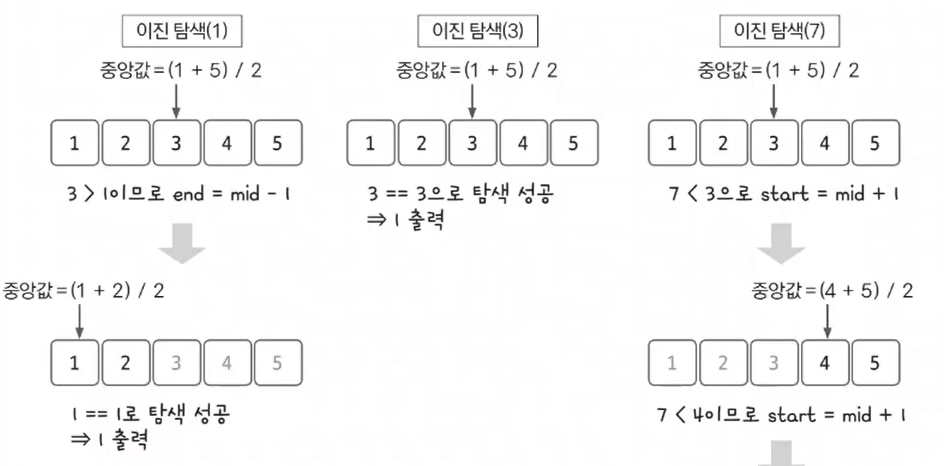 이진 탐색(1)
중앙값=(1 + 5) / 2
1 2 3 4 5
3 > 1이므로 end = mid - 1
중앙값=(1 + 2) / 2
1 2 3 4 5
1 == 1로 탐색 성공
⇒ 1 출력
이진 탐색(3)
중앙값=(1 + 5) / 2
1 2 3 4 5
3 == 3으로 탐색 성공
⇒ 1 출력
이진 탐색(7)
중앙값=(1 + 5) / 2
1 2 3 4 5
7 < 3으로 start = mid + 1
중앙값=(4 + 5) / 2
1 2 3 4 5
7 < 4이므로 start = mid + 1